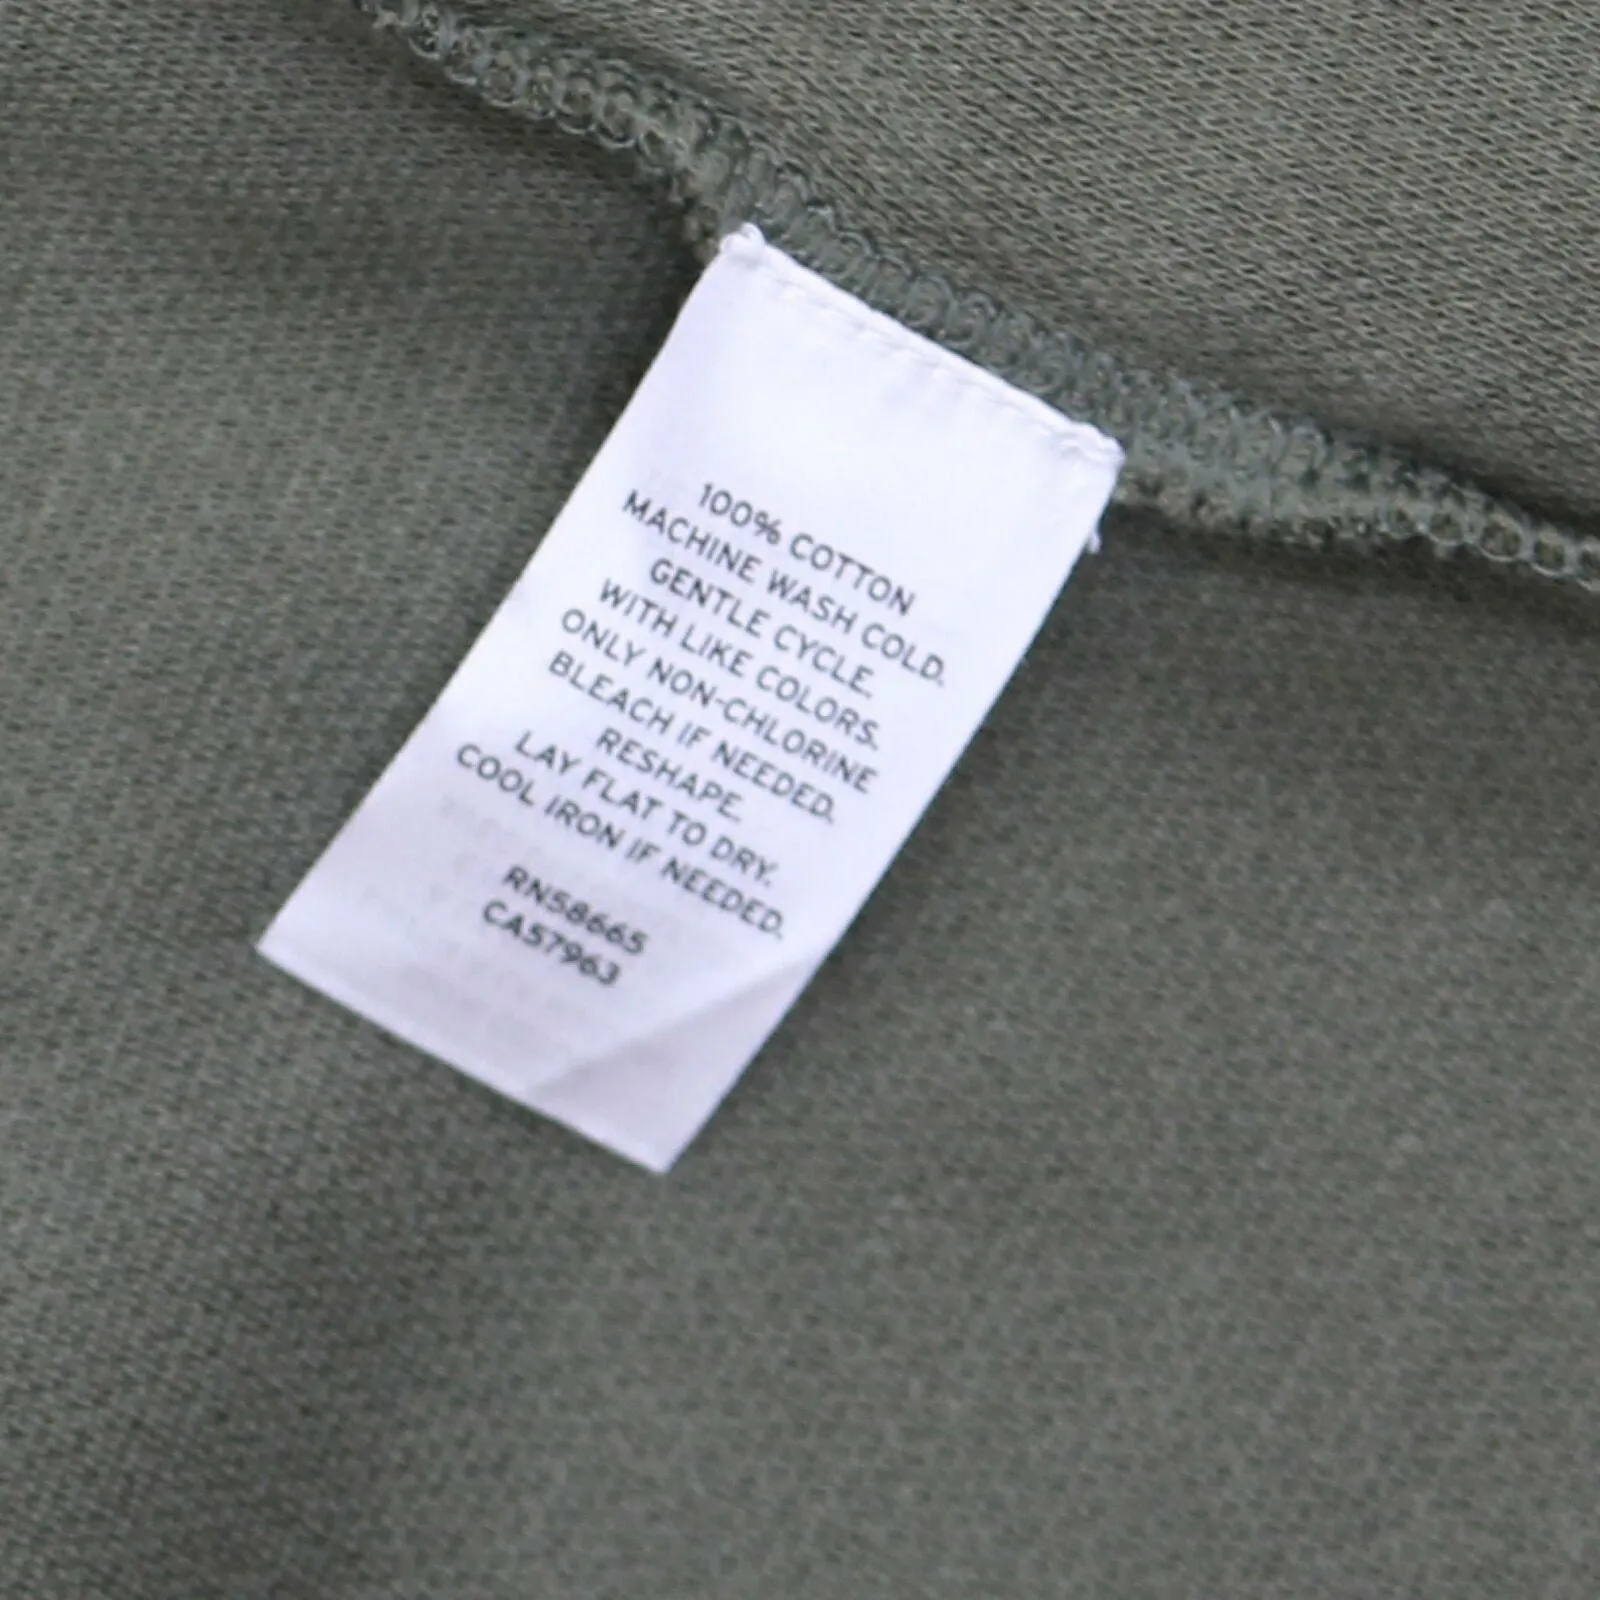 100% COTTON
MACHINE WASH COLD.
GENTLE CYCLE.
WITH LIKE COLORS.
ONLY NON-CHLORINE
BLEACH IF NEEDED.
RESHAPE.
LAY FLAT TO DRY.
COOL IRON IF NEEDED.
RN58665
CA57963